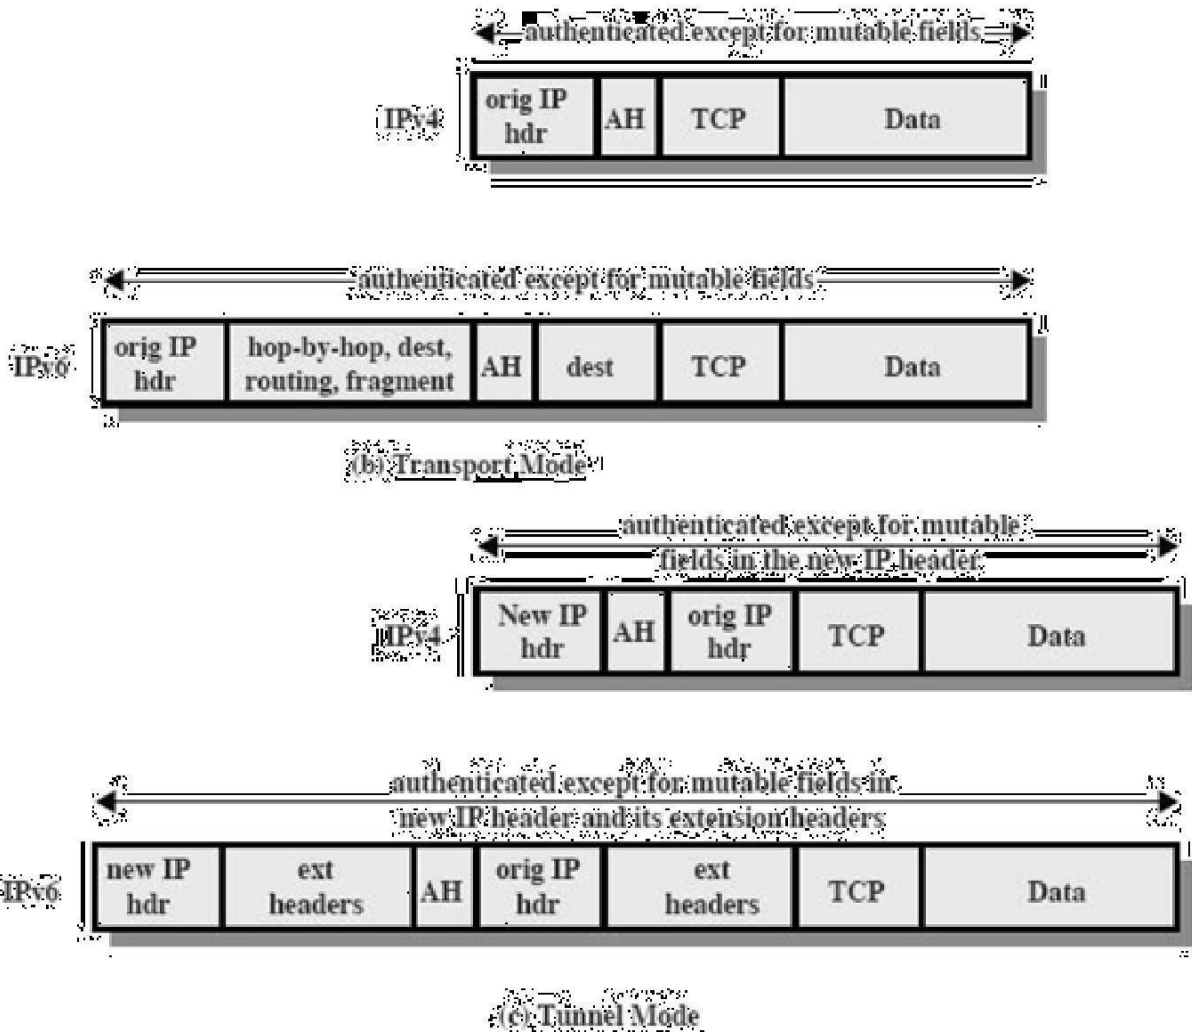 authenticated except for mutable fields
IPv4
orig IP
hdr
AH
TCP
Data
authenticated except for mutable fields
IPv6
orig IP
hdr
hop-by-hop, dest,
routing, fragment
AH
dest
TCP
Data
(b) Transport Mode
authenticated except for mutable
fields in the new IP header
IPv4
New IP
hdr
AH
orig IP
hdr
TCP
Data
authenticated except for mutable fields in
new IP header and its extension headers
IPv6
new IP
hdr
ext
headers
AH
orig IP
hdr
ext
headers
TCP
Data
(c) Tunnel Mode